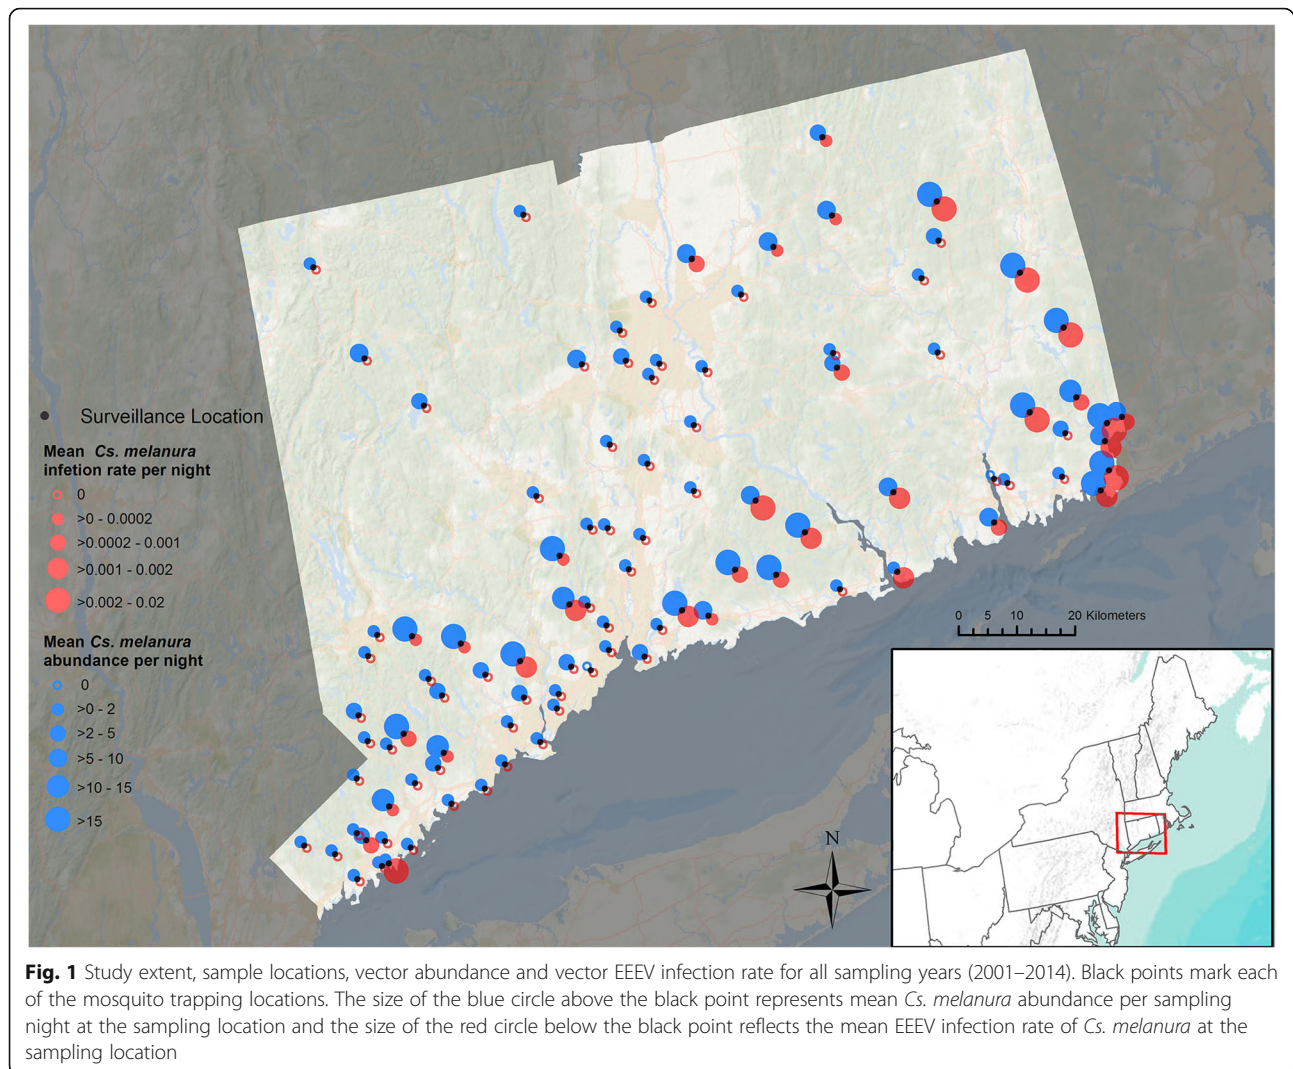 Surveillance Location
Mean Cs. melanura
infetion rate per night
0
>0 - 0.0002
>0.0002 - 0.001
>0.001 - 0.002
>0.002 - 0.02
Mean Cs. melanura
abundance per night
0
>0 - 2
>2 - 5
>5 - 10
>10 - 15
>15
0 5 10 20 Kilometers
N
Fig. 1 Study extent, sample locations, vector abundance and vector EEEV infection rate for all sampling years (2001–2014). Black points mark each
of the mosquito trapping locations. The size of the blue circle above the black point represents mean Cs. melanura abundance per sampling
night at the sampling location and the size of the red circle below the black point reflects the mean EEEV infection rate of Cs. melanura at the
sampling location